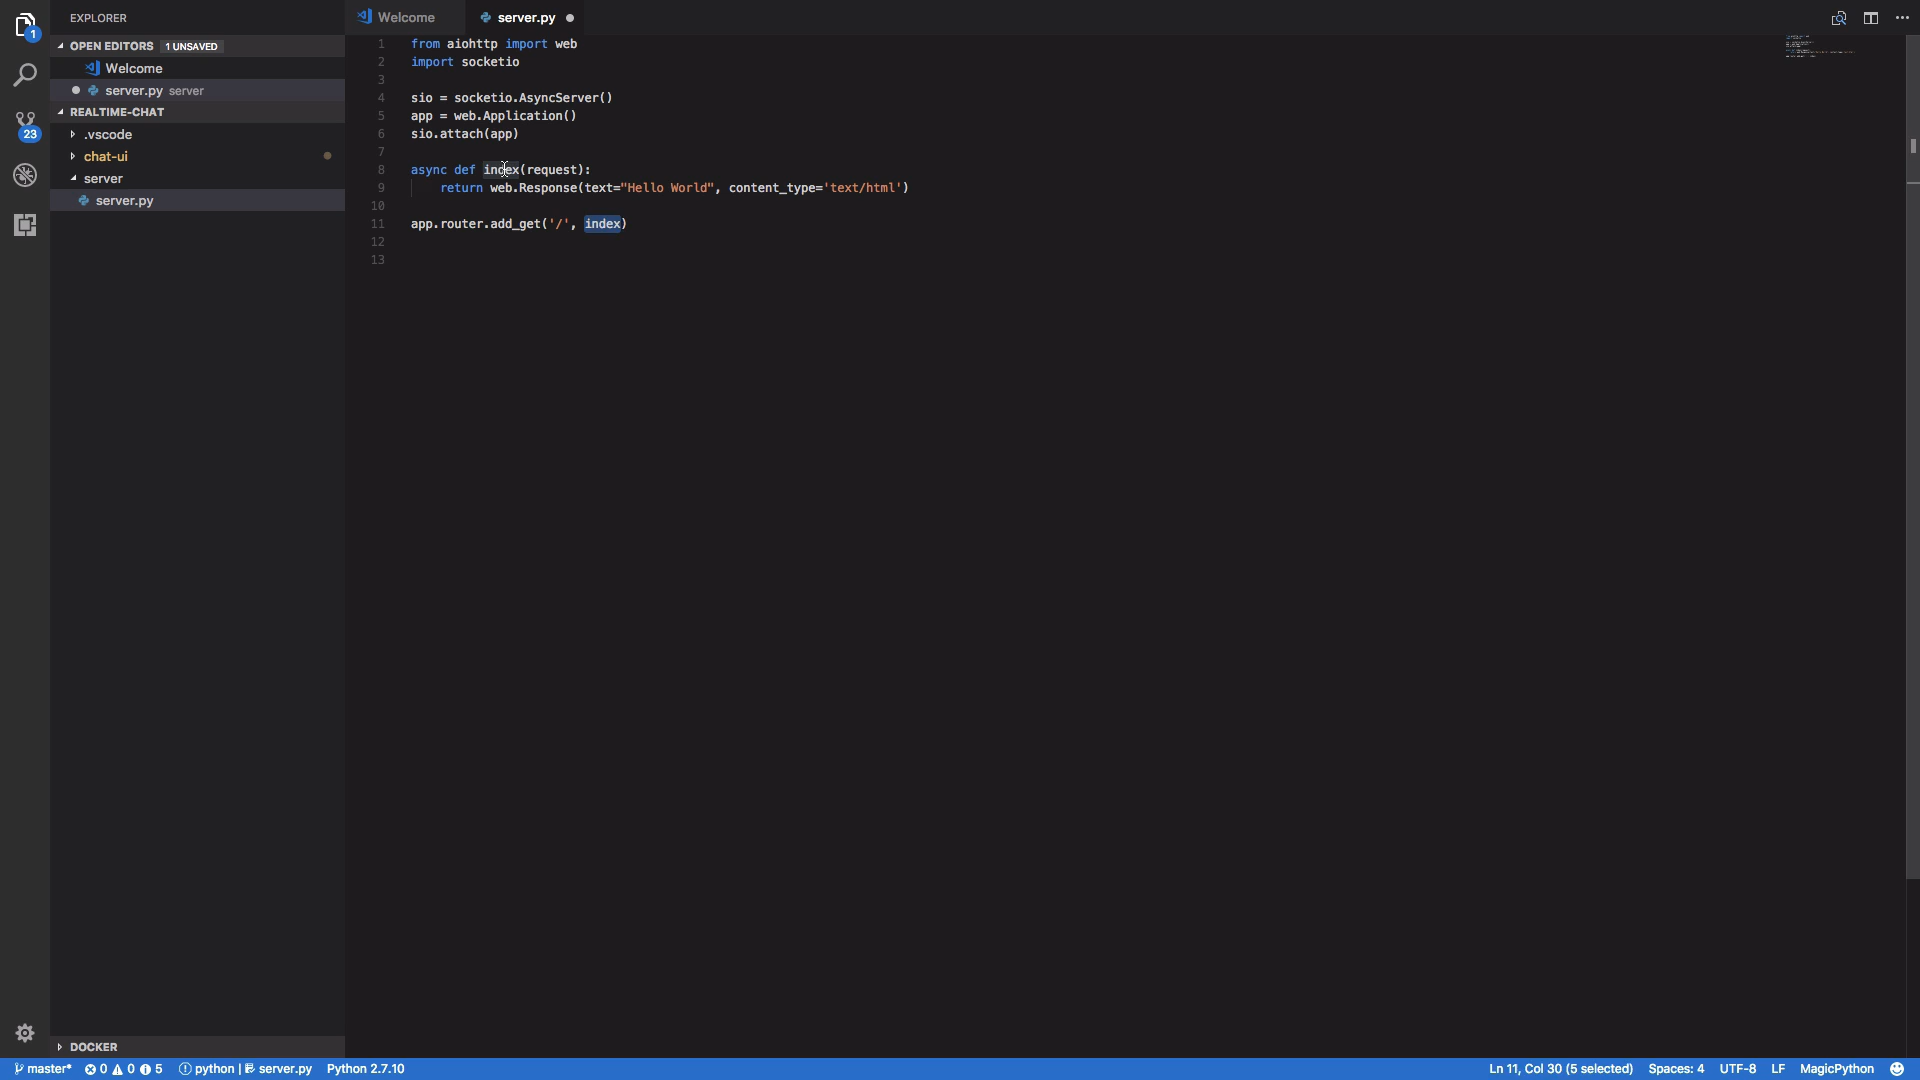 EXPLORER
OPEN EDITORS 1 UNSAVED
Welcome
server.py server
REALTIME-CHAT
.vscode
chat-ui
server
server.py
DOCKER
1
23
Welcome
server.py
1 from aiohttp import web
2 import socketio
3
4 sio = socketio.AsyncServer()
5 app = web.Application()
6 sio.attach(app)
7
8 async def index(request):
9 return web.Response(text="Hello World", content_type='text/html')
10
11 app.router.add_get('/', index)
12
13
master* 0 0 5 python | server.py Python 2.7.10 Ln 11, Col 30 (5 selected) Spaces: 4 UTF-8 LF MagicPython